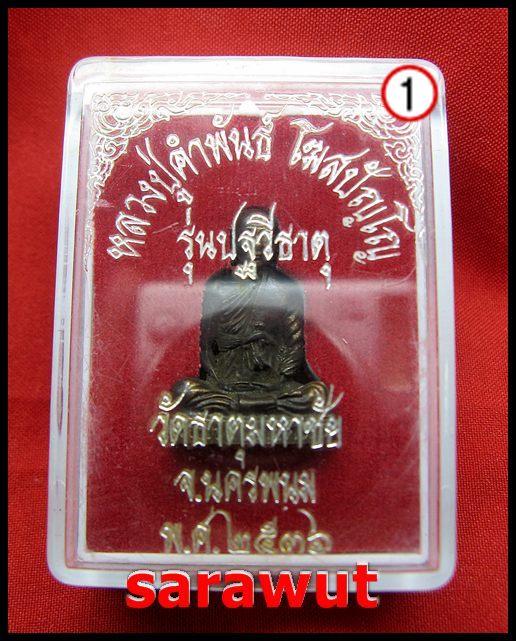 1
หลวงปู่คำพันธ์ โฆสปัญโญ
รุ่นปฐวีธาตุ
วัดธาตุมหาชัย
จ.นครพนม
พ.ศ.๒๕๓๖
sarawut